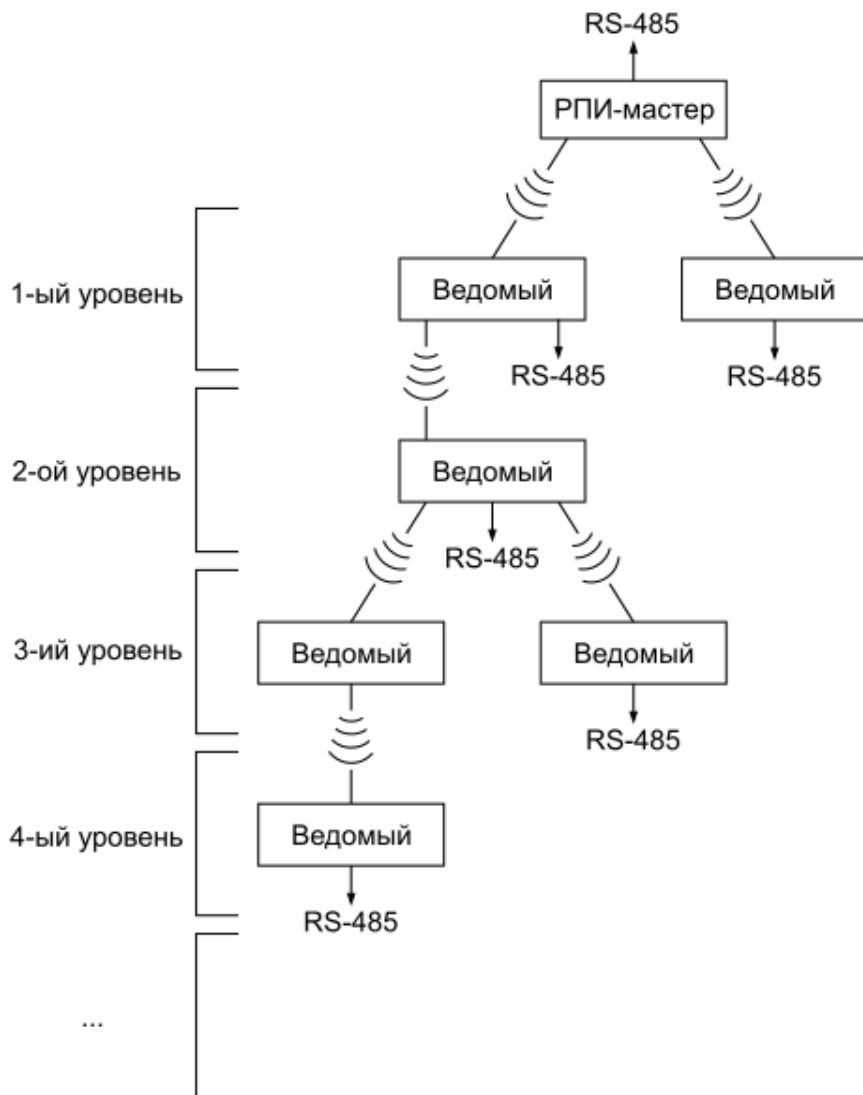 RS-485
РПИ-мастер
1-ый уровень
Ведомый
Ведомый
RS-485
RS-485
2-ой уровень
Ведомый
RS-485
3-ий уровень
Ведомый
Ведомый
RS-485
4-ый уровень
Ведомый
RS-485
...